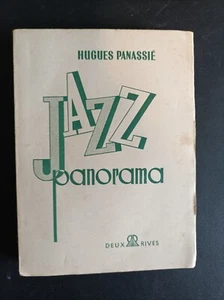 HUGUES PANASSIÉ
JAZZ
panorama
DEUX RIVES